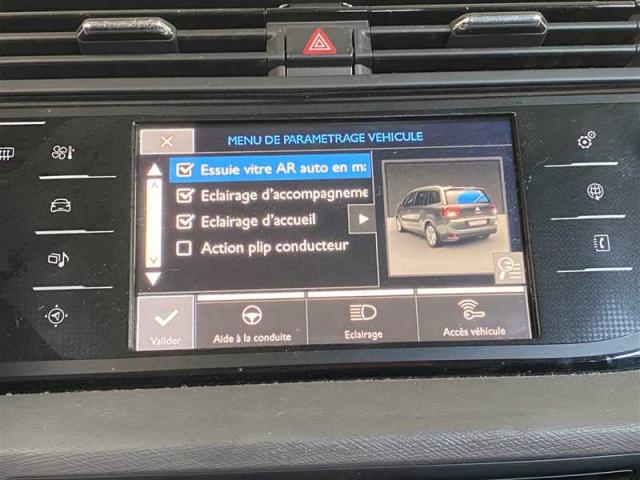 MENU DE PARAMETRAGE VEHICULE
Essuie vitre AR auto en ma
Eclairage d'accompagneme
Eclairage d'accueil
Action plip conducteur
Valider
Aide à la conduite
Eclairage
Accès véhicule